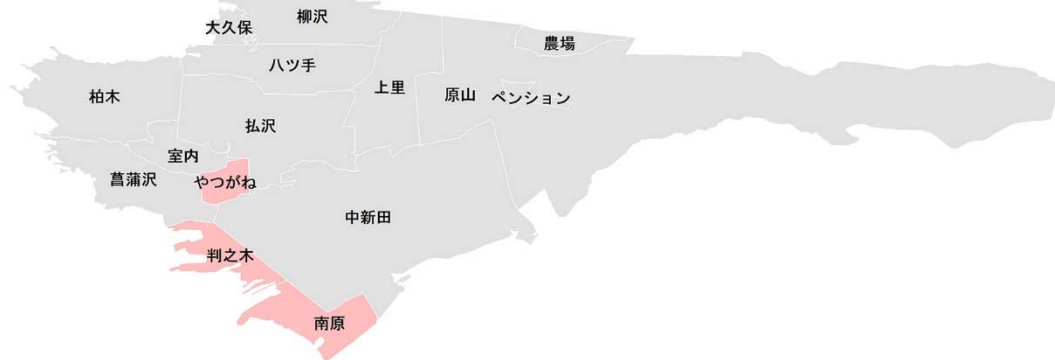 柳沢
大久保
農場
八ツ手
上里
原山
ペンション
柏木
払沢
室内
菖蒲沢
やつがね
中新田
判之木
南原